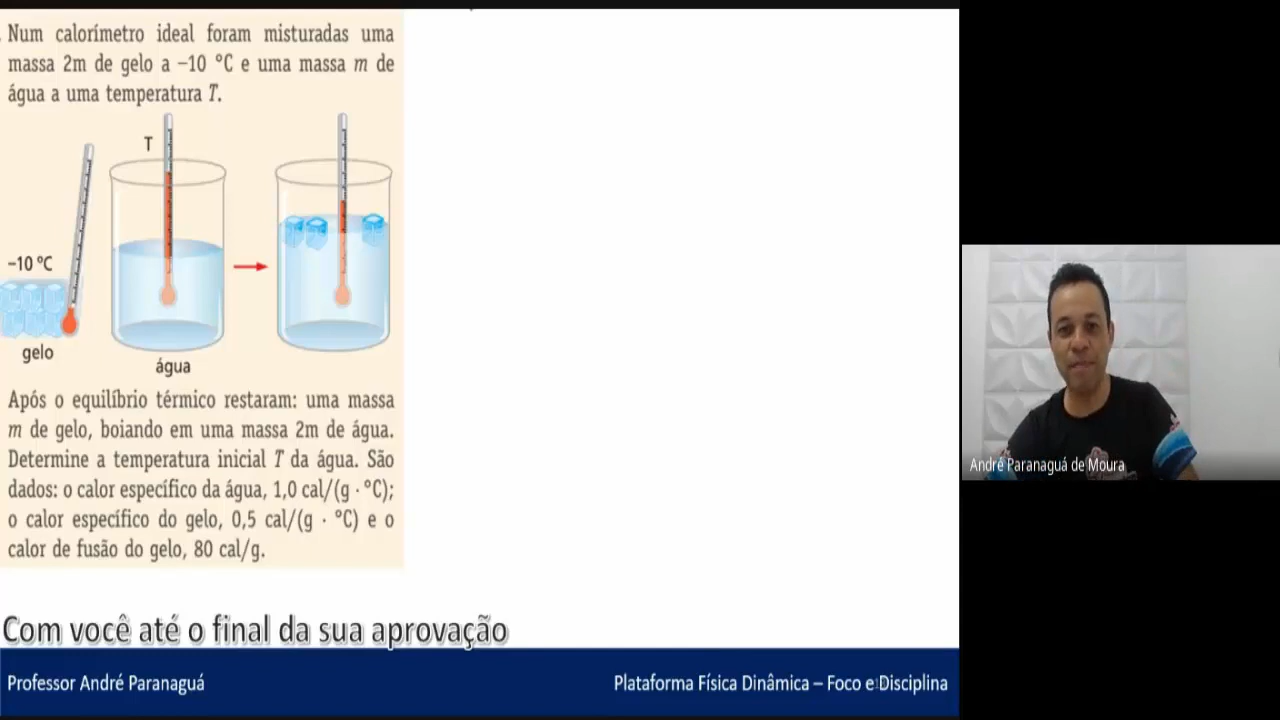 Num calorímetro ideal foram misturadas uma
massa 2m de gelo a −10 °C e uma massa m de
água a uma temperatura T.
T
−10 °C
gelo
água
Após o equilíbrio térmico restaram: uma massa
m de gelo, boiando em uma massa 2m de água.
Determine a temperatura inicial T da água. São
dados: o calor específico da água, 1,0 cal/(g · °C);
o calor específico do gelo, 0,5 cal/(g · °C) e o
calor de fusão do gelo, 80 cal/g.
Com você até o final da sua aprovação
Professor André Paranaguá
Plataforma Física Dinâmica – Foco e Disciplina
André Paranaguá de Moura